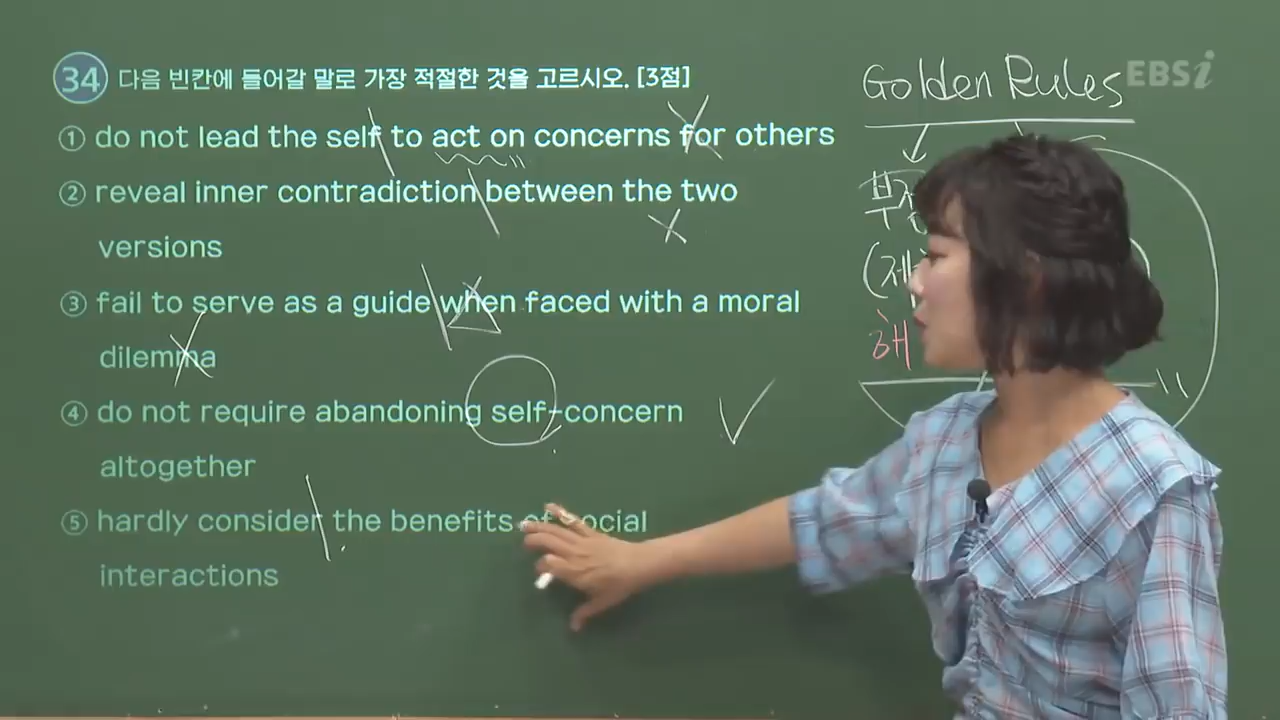 34 다음 빈칸에 들어갈 말로 가장 적절한 것을 고르시오. [3점]
① do not lead the self to act on concerns for others
② reveal inner contradiction between the two
versions
③ fail to serve as a guide when faced with a moral
dilemma
④ do not require abandoning self-concern
altogether
⑤ hardly consider the benefits of social
interactions
Golden Rules
EBSi
해